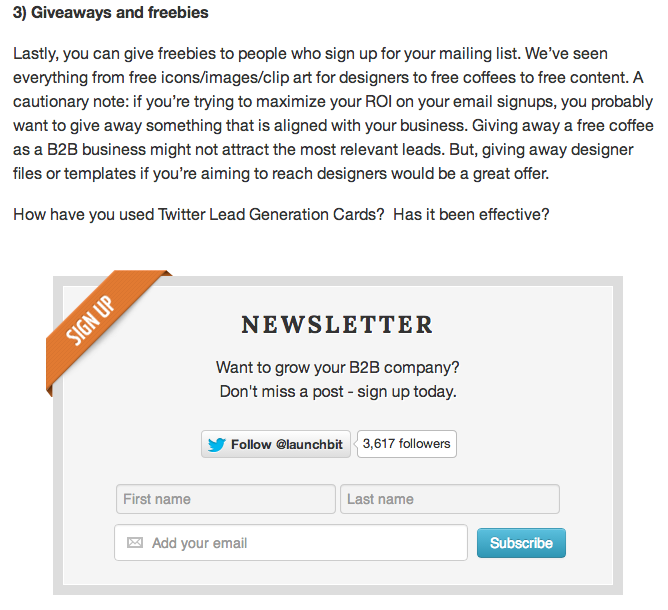 3) Giveaways and freebies
Lastly, you can give freebies to people who sign up for your mailing list. We've seen
everything from free icons/images/clip art for designers to free coffees to free content. A
cautionary note: if you're trying to maximize your ROI on your email signups, you probably
want to give away something that is aligned with your business. Giving away a free coffee
as a B2B business might not attract the most relevant leads. But, giving away designer
files or templates if you're aiming to reach designers would be a great offer.
How have you used Twitter Lead Generation Cards?  Has it been effective?
SIGN UP
NEWSLETTER
Want to grow your B2B company?
Don't miss a post - sign up today.
Follow @launchbit 3,617 followers
First name Last name
Add your email Subscribe